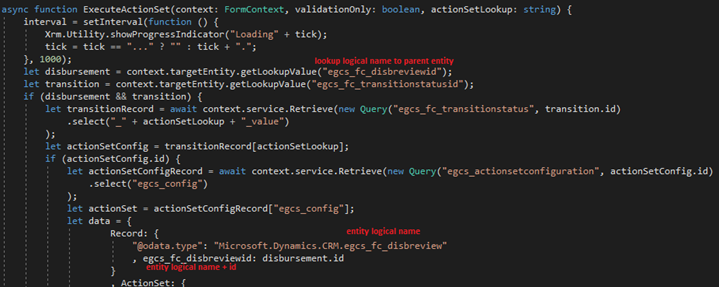 async function ExecuteActionSet(context: FormContext, validationOnly: boolean, actionSetLookup: string) {
interval = setInterval(function () {
Xrm.Utility.showProgressIndicator("Loading" + tick);
tick = tick == "..." ? "" : tick + ".";
}, 1000);
lookup logical name to parent entity
let disbursement = context.targetEntity.getLookupValue("egcs_fc_disbreviewid");
let transition = context.targetEntity.getLookupValue("egcs_fc_transitionstatusid");
if (disbursement && transition) {
let transitionRecord = await context.service.Retrieve(new Query("egcs_fc_transitionstatus", transition.id)
.select("_" + actionSetLookup + "_value")
);
let actionSetConfig = transitionRecord[actionSetLookup];
if (actionSetConfig.id) {
let actionSetConfigRecord = await context.service.Retrieve(new Query("egcs_actionsetconfiguration", actionSetConfig.id)
.select("egcs_config")
);
let actionSet = actionSetConfigRecord["egcs_config"];
let data = {
Record: {
entity logical name
"@odata.type": "Microsoft.Dynamics.CRM.egcs_fc_disbreview"
, egcs_fc_disbreviewid: disbursement.id
entity logical name + id
}
, ActionSet: {